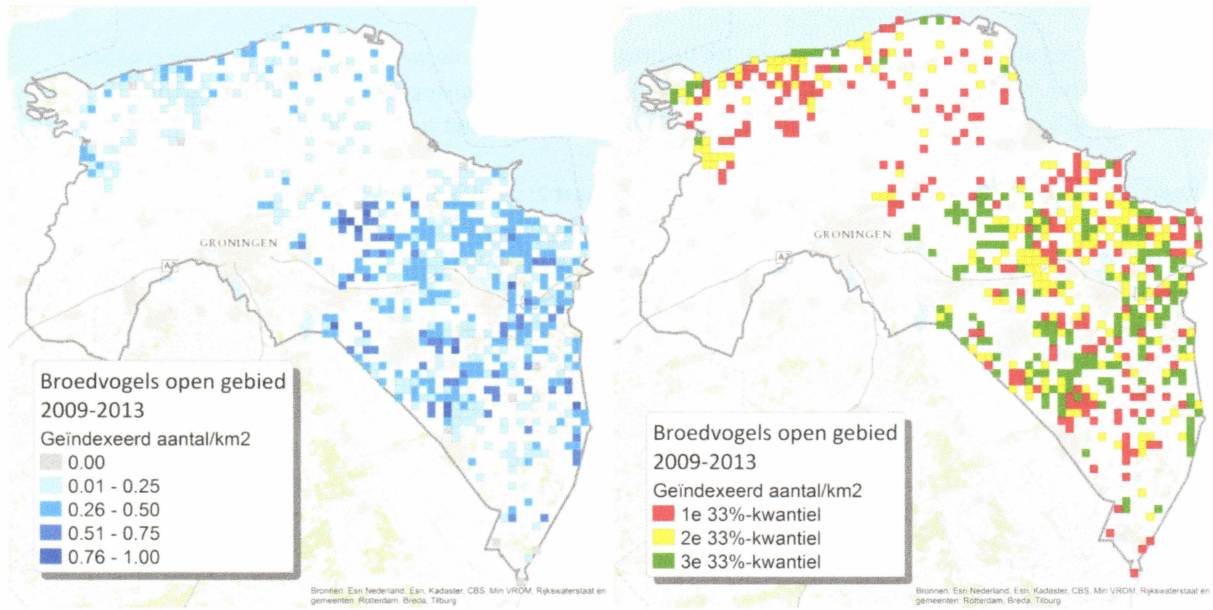 GRONINGEN
A7
Broedvogels open gebied
2009-2013
Geïndexeerd aantal/km2
0.00
0.01 - 0.25
0.26 - 0.50
0.51 - 0.75
0.76 - 1.00
Bronnen: Esri Nederland, Esri, Kadaster, CBS, Min VROM, Rijkswaterstaat en
gemeenten: Rotterdam, Breda, Tilburg
GRONINGEN
A7
Broedvogels open gebied
2009-2013
Geïndexeerd aantal/km2
1e 33%-kwantiel
2e 33%-kwantiel
3e 33%-kwantiel
Bronnen: Esri Nederland, Esri, Kadaster, CBS, Min VROM, Rijkswaterstaat en
gemeenten: Rotterdam, Breda, Tilburg